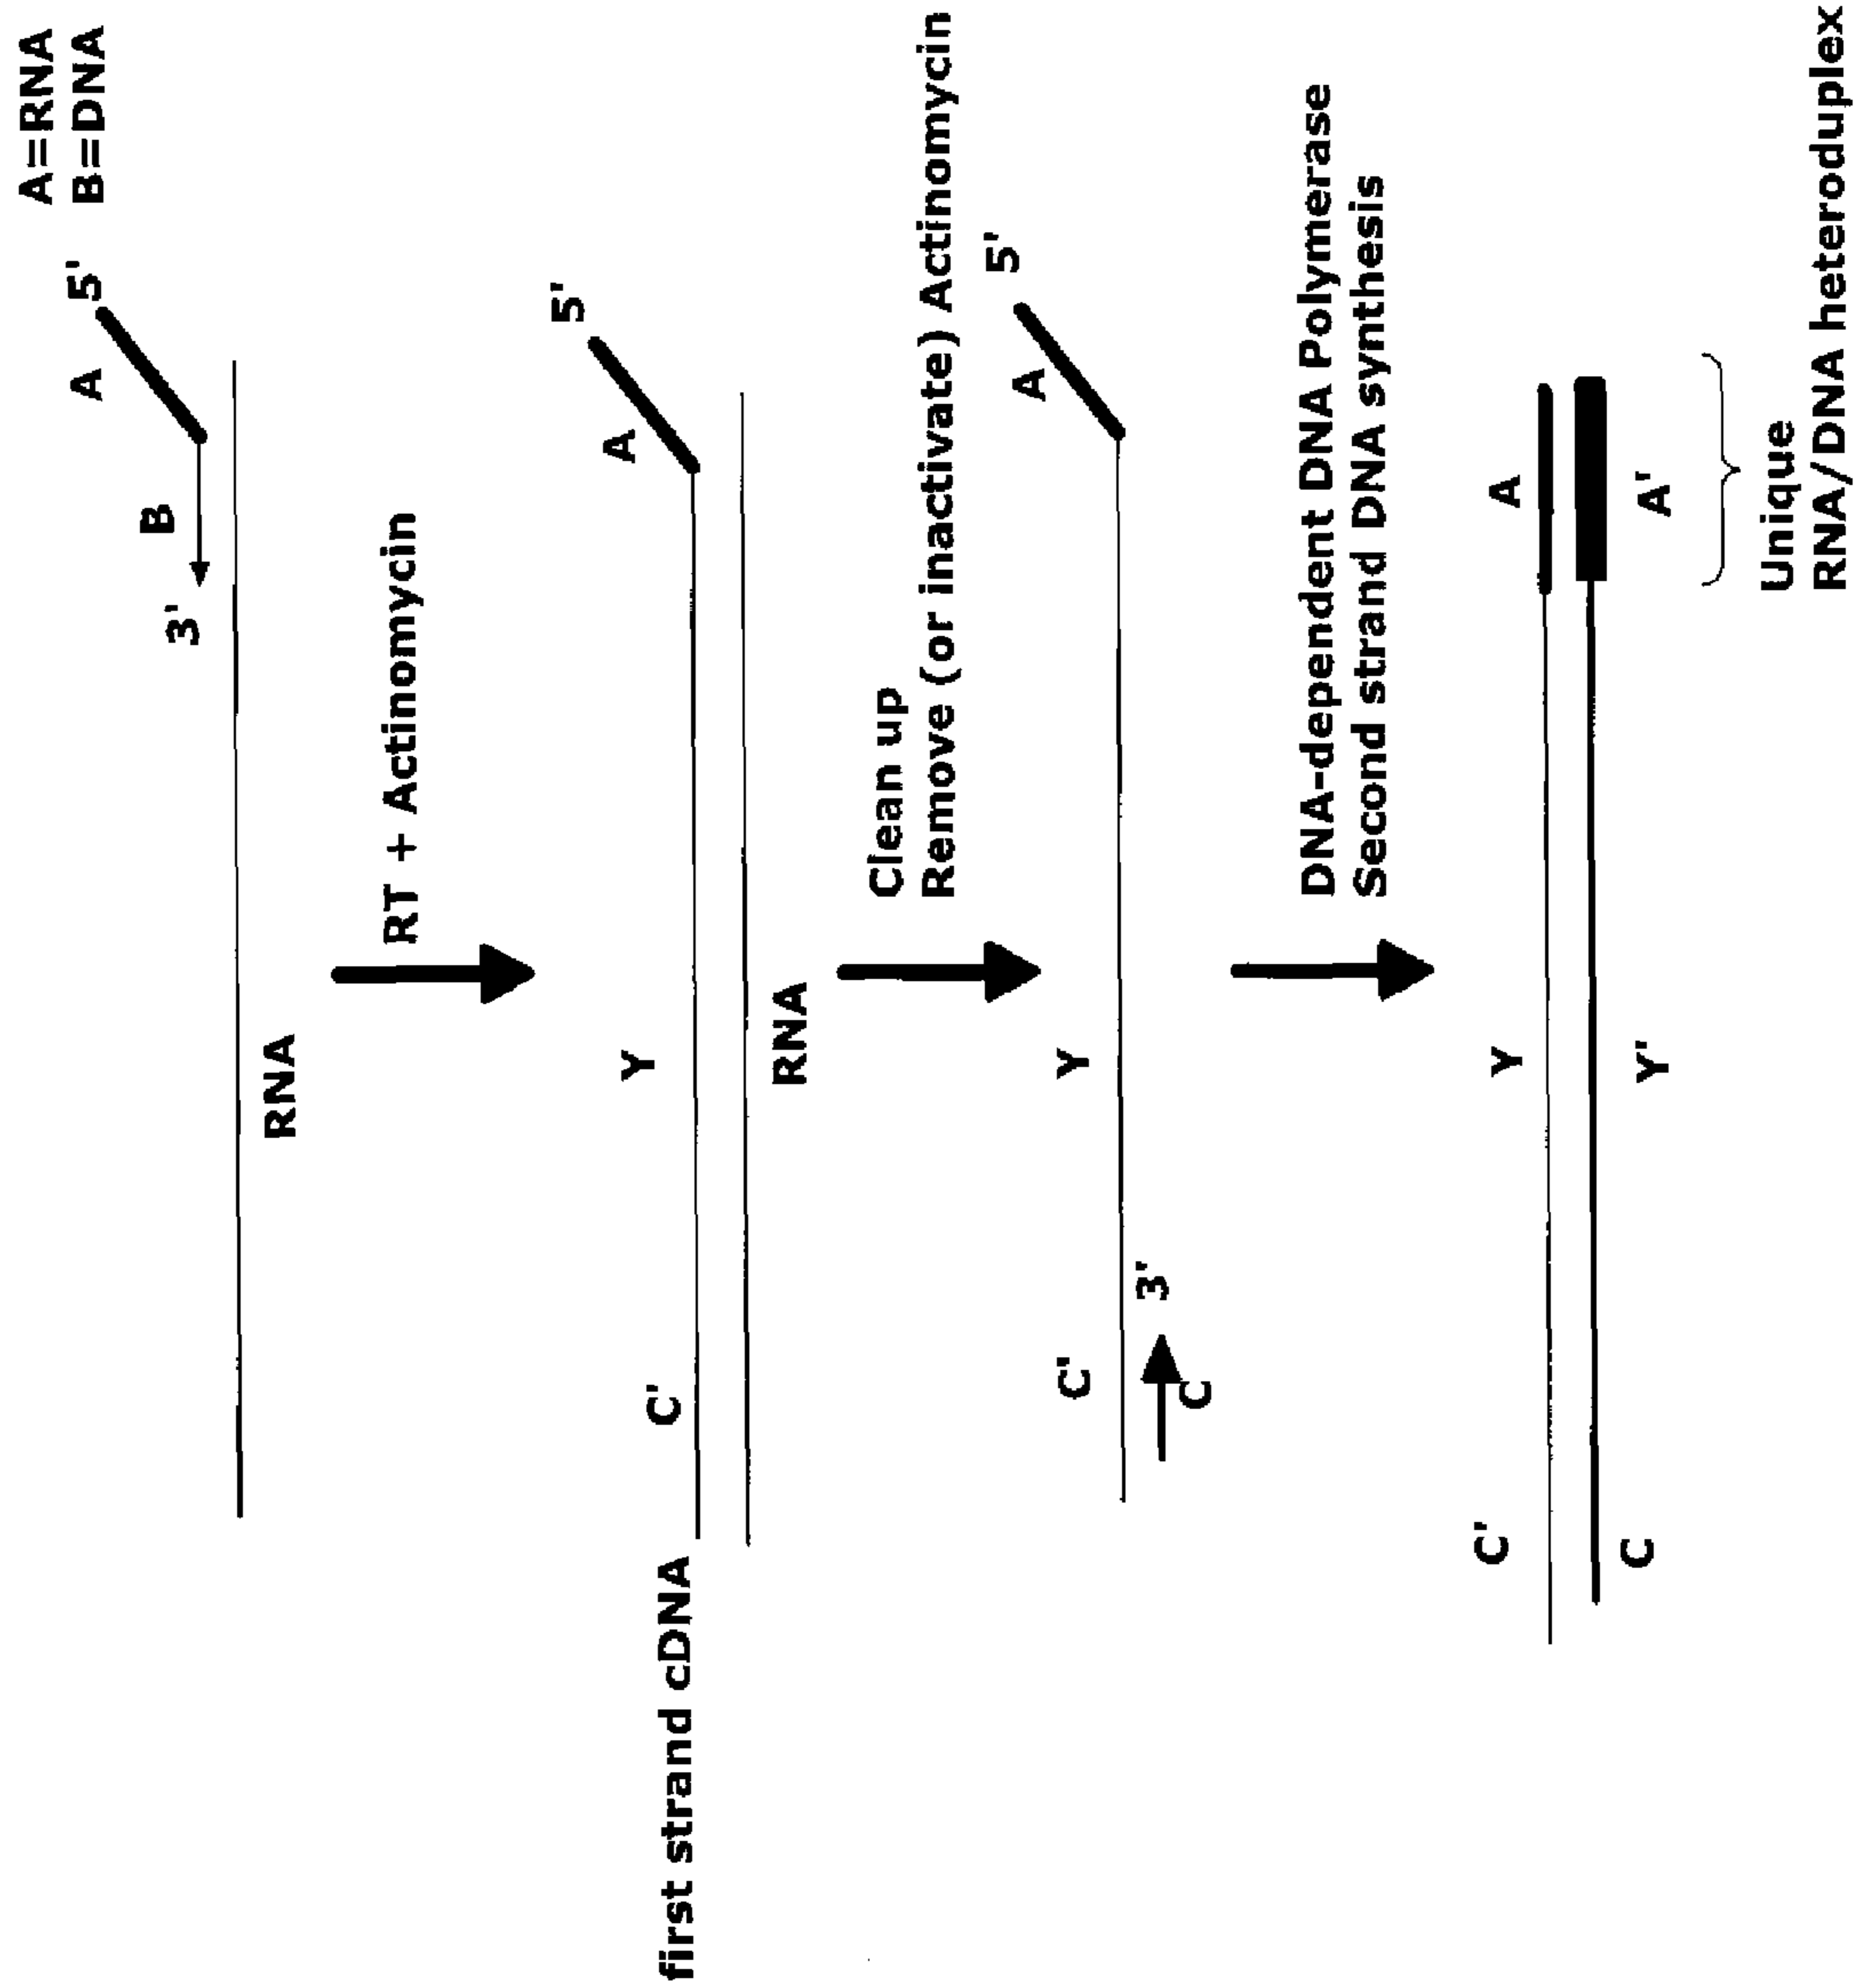 A=RNA
B=DNA
5'
A
B
3'
RNA
RT + Actinomycin
5'
A
Y
C'
first strand cDNA
RNA
Clean up
Remove (or inactivate) Actinomycin
5'
A
Y
C'
3'
C
DNA-dependent DNA Polymerase
Second strand DNA synthesis
C' Y A
C Y' A'
Unique
RNA/DNA heteroduplex